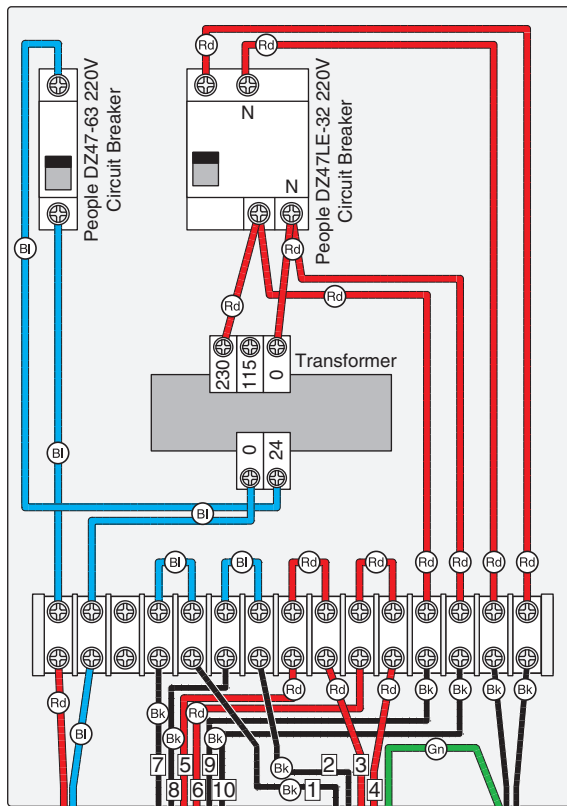 Rd
Rd
People DZ47-63 220V
Circuit Breaker
N
N
People DZ47LE-32 220V
Circuit Breaker
Bl
Rd
Rd
Rd
230
115
0
Transformer
0
24
Bl
Bl
Bl
Bl
Rd
Rd
Rd
Rd
Rd
Rd
Rd
Bl
Bk
Bk
Rd
Rd
Bk
Rd
Rd
Bk
Bk
Bk
Bk
Gn
Bk
Bk
7
5
9
2
3
8
6
10
1
4